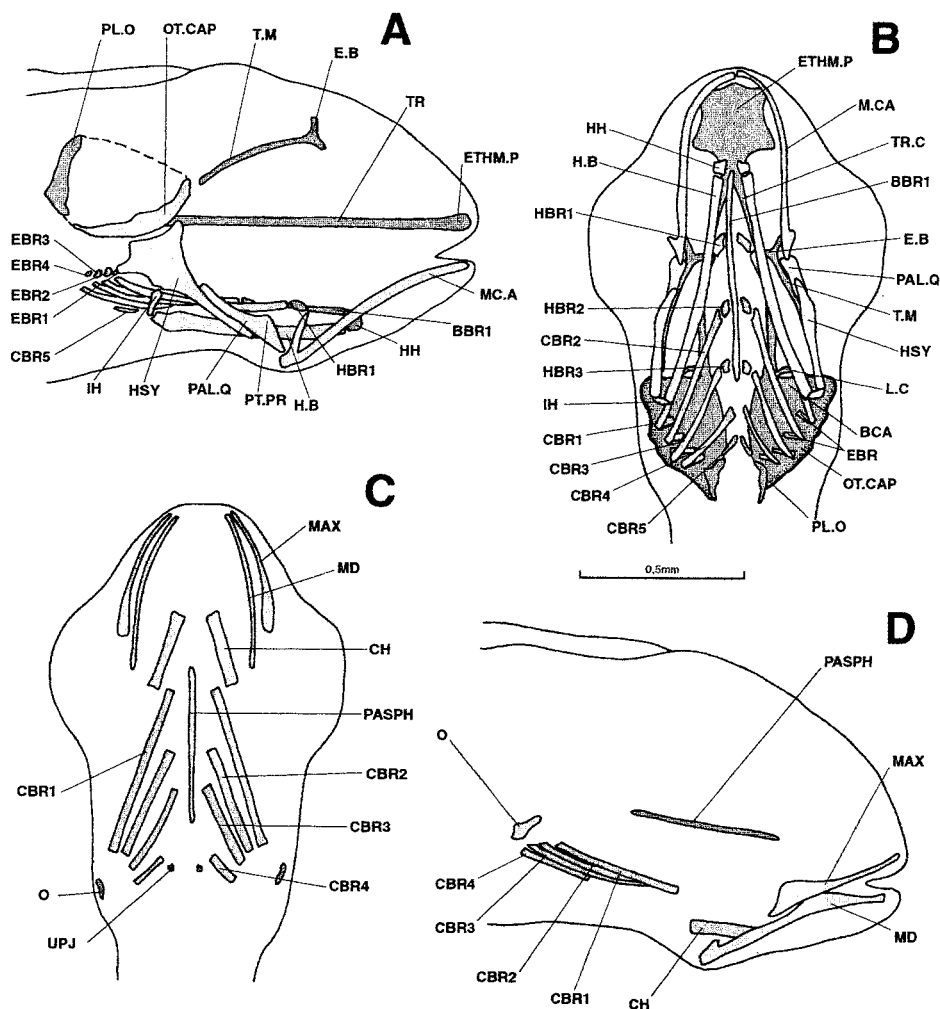 A
PL.O
OT.CAP
T.M
E.B
TR
ETHM.P
EBR3
EBR4
EBR2
EBR1
CBR5
IH
HSY
PAL.Q
PT.PR
H.B
HBR1
HH
BBR1
MC.A
B
ETHM.P
M.CA
HH
H.B
TR.C
BBR1
HBR1
E.B
PAL.Q
HBR2
T.M
CBR2
HSY
HBR3
L.C
IH
BCA
CBR1
EBR
CBR3
OT.CAP
CBR4
CBR5
PL.O
0,5mm
C
MAX
MD
CH
PASPH
CBR1
CBR2
CBR3
O
CBR4
UPJ
D
PASPH
O
MAX
CBR4
CBR3
CBR2
CBR1
CH
MD